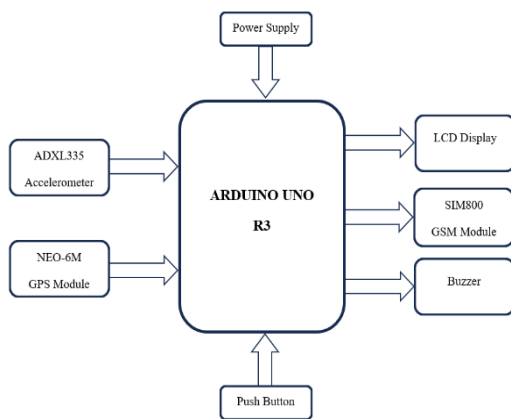 Power Supply
ADXL335
Accelerometer
NEO-6M
GPS Module
ARDUINO UNO
R3
LCD Display
SIM800
GSM Module
Buzzer
Push Button